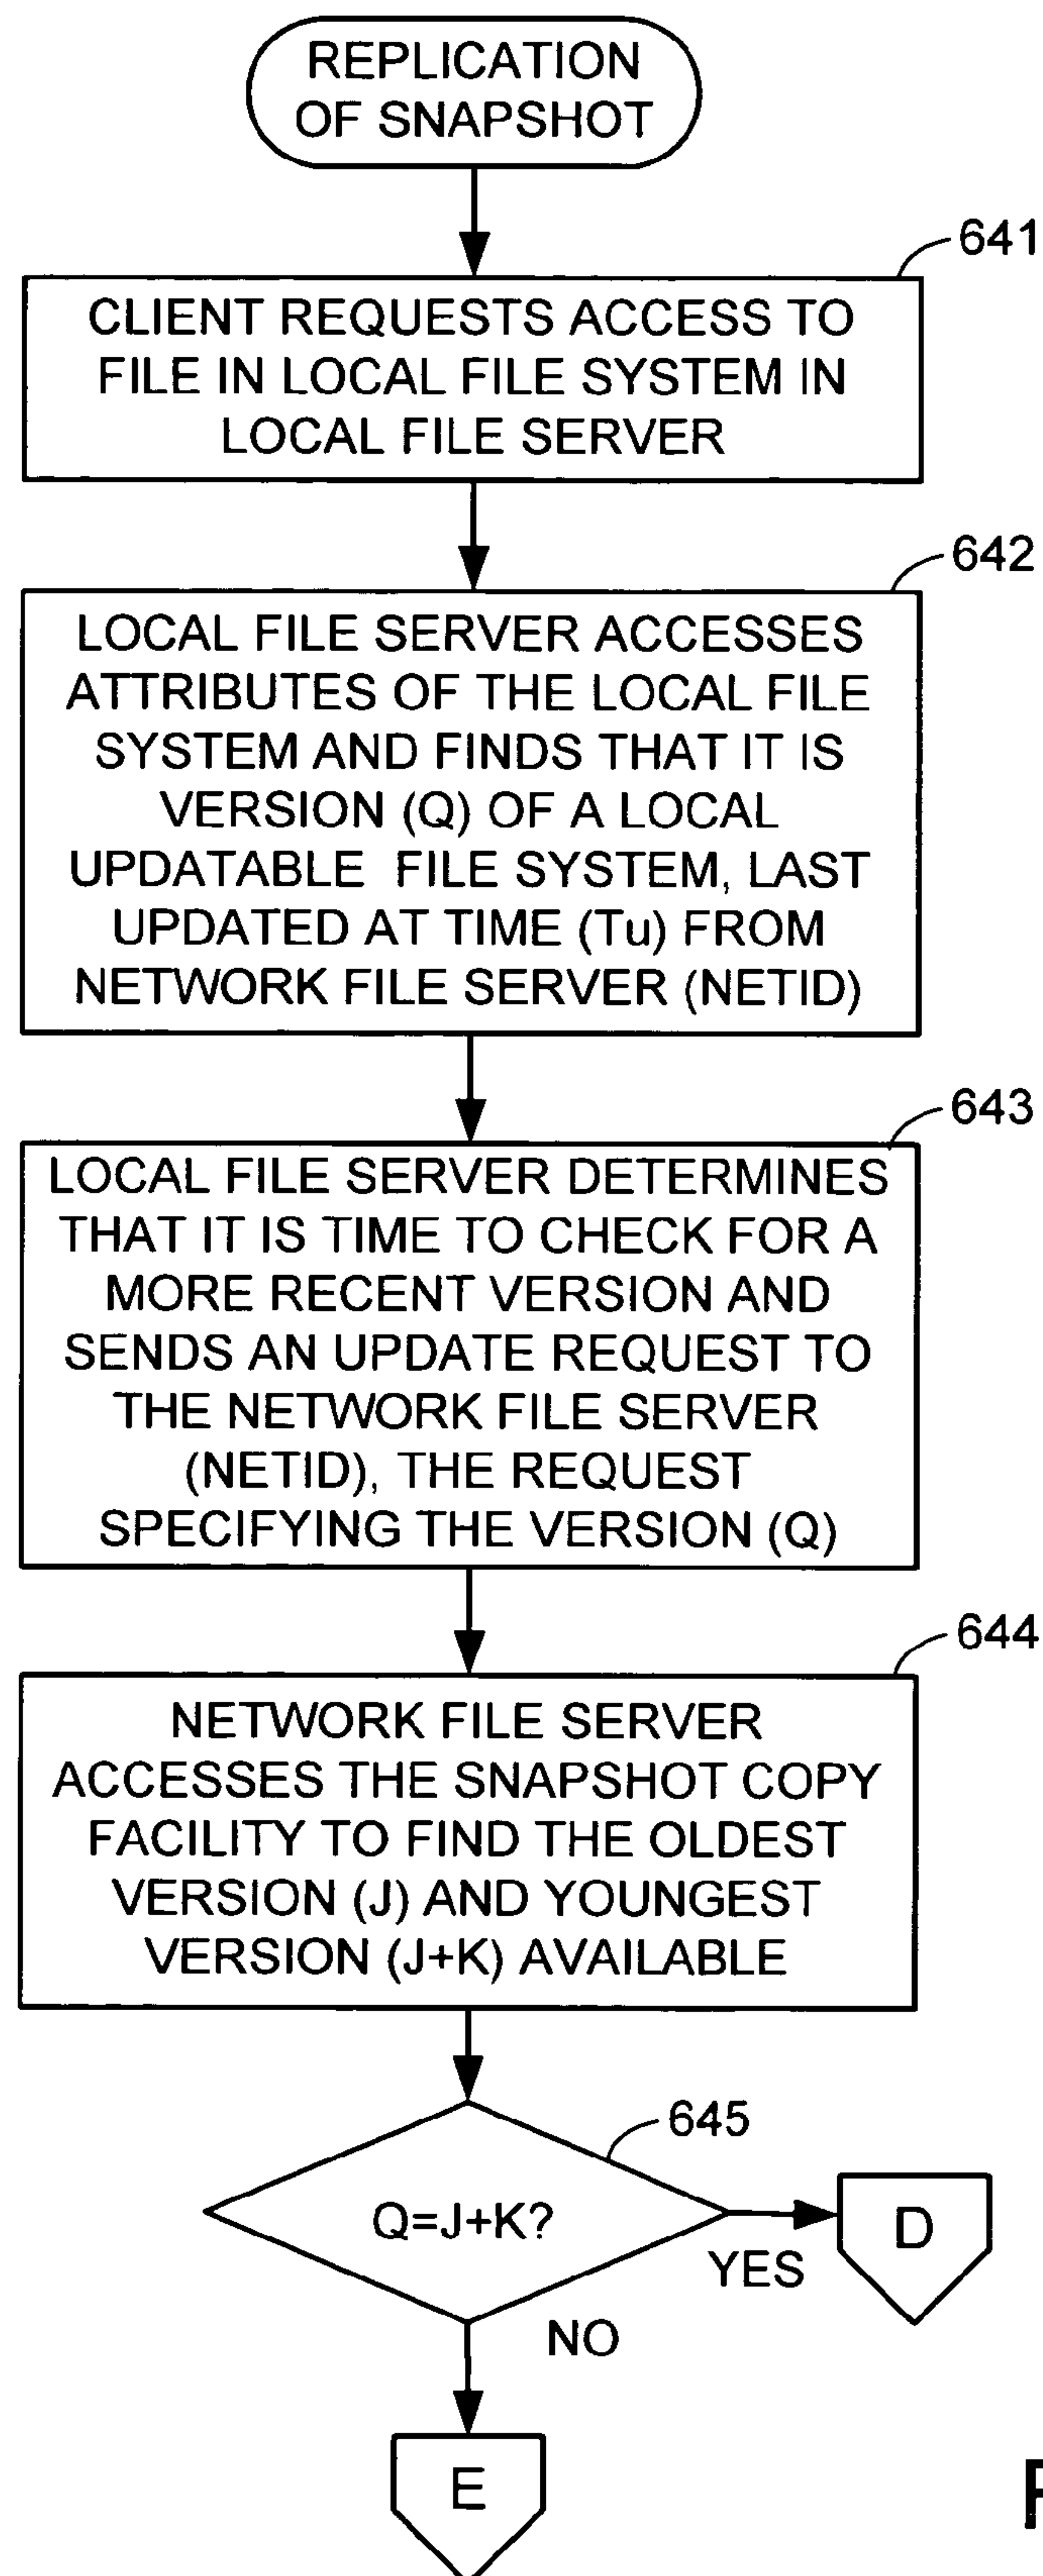 REPLICATION
OF SNAPSHOT
641
CLIENT REQUESTS ACCESS TO
FILE IN LOCAL FILE SYSTEM IN
LOCAL FILE SERVER
642
LOCAL FILE SERVER ACCESSES
ATTRIBUTES OF THE LOCAL FILE
SYSTEM AND FINDS THAT IT IS
VERSION (Q) OF A LOCAL
UPDATABLE FILE SYSTEM, LAST
UPDATED AT TIME (Tu) FROM
NETWORK FILE SERVER (NETID)
643
LOCAL FILE SERVER DETERMINES
THAT IT IS TIME TO CHECK FOR A
MORE RECENT VERSION AND
SENDS AN UPDATE REQUEST TO
THE NETWORK FILE SERVER
(NETID), THE REQUEST
SPECIFYING THE VERSION (Q)
644
NETWORK FILE SERVER
ACCESSES THE SNAPSHOT COPY
FACILITY TO FIND THE OLDEST
VERSION (J) AND YOUNGEST
VERSION (J+K) AVAILABLE
645
Q=J+K?
YES
D
NO
E